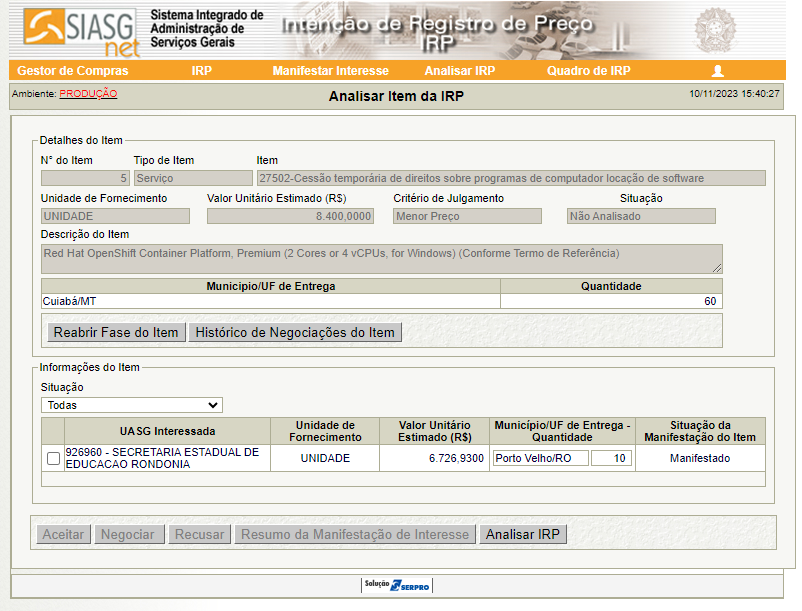 SIASG
net
Sistema Integrado de
Administração de
Serviços Gerais
Intenção de Registro de Preço
IRP
Gestor de Compras IRP Manifestar Interesse Analisar IRP Quadro de IRP
Ambiente: PRODUÇÃO Analisar Item da IRP 10/11/2023 15:40:27
Detalhes do Item
N° do Item Tipo de Item Item
5 Serviço 27502-Cessão temporária de direitos sobre programas de computador locação de software
Unidade de Fornecimento Valor Unitário Estimado (R$) Critério de Julgamento Situação
UNIDADE 8.400,0000 Menor Preço Não Analisado
Descrição do Item
Red Hat OpenShift Container Platform, Premium (2 Cores or 4 vCPUs, for Windows) (Conforme Termo de Referência)
Municipio/UF de Entrega Quantidade
Cuiabá/MT 60
Reabrir Fase do Item Histórico de Negociações do Item
Informações do Item
Situação
Todas
UASG Interessada Unidade de Fornecimento Valor Unitário Estimado (R$) Município/UF de Entrega - Quantidade Situação da Manifestação do Item
926960 - SECRETARIA ESTADUAL DE EDUCACAO RONDONIA UNIDADE 6.726,9300 Porto Velho/RO 10 Manifestado
Aceitar Negociar Recusar Resumo da Manifestação de Interesse Analisar IRP
Solução SERPRO